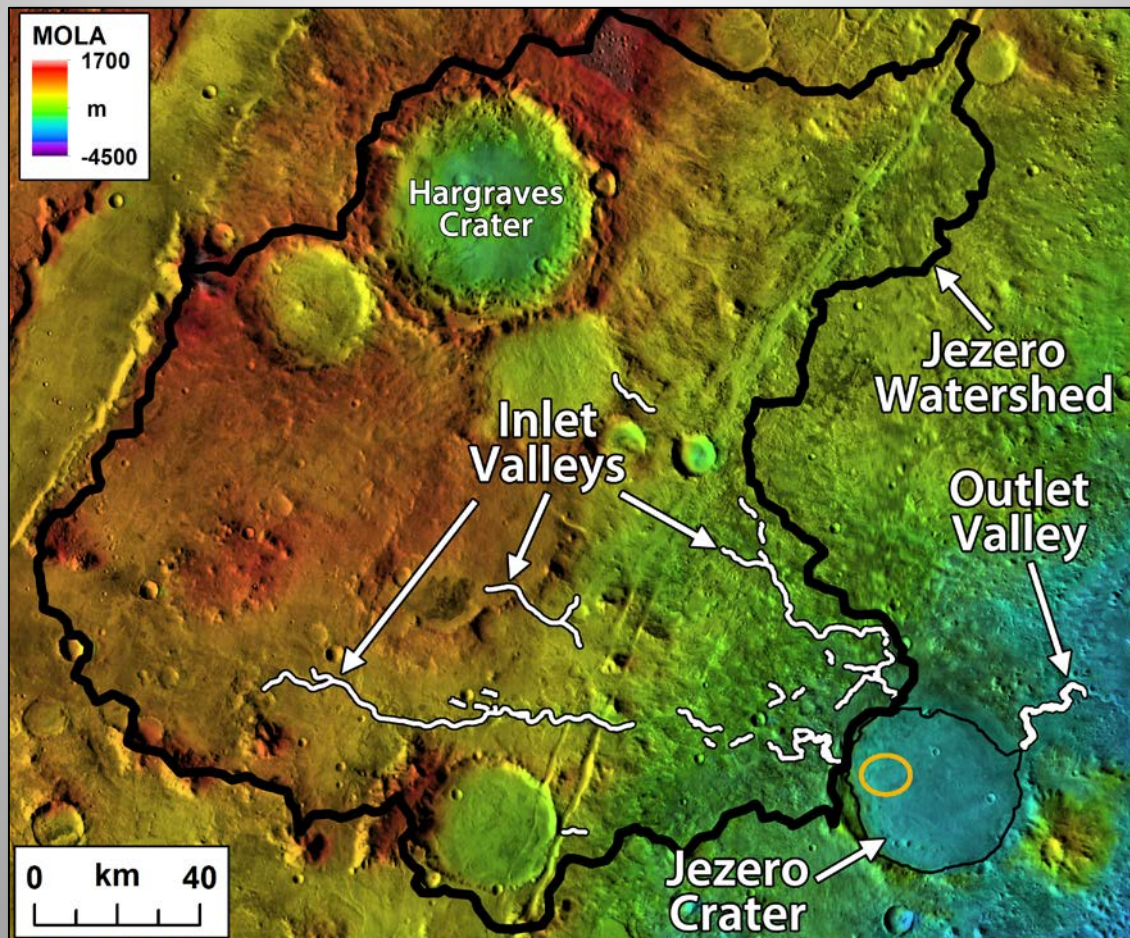 MOLA
1700
m
-4500
Hargraves
Crater
Jezero
Watershed
Inlet
Valleys
Outlet
Valley
0 km 40
Jezero
Crater